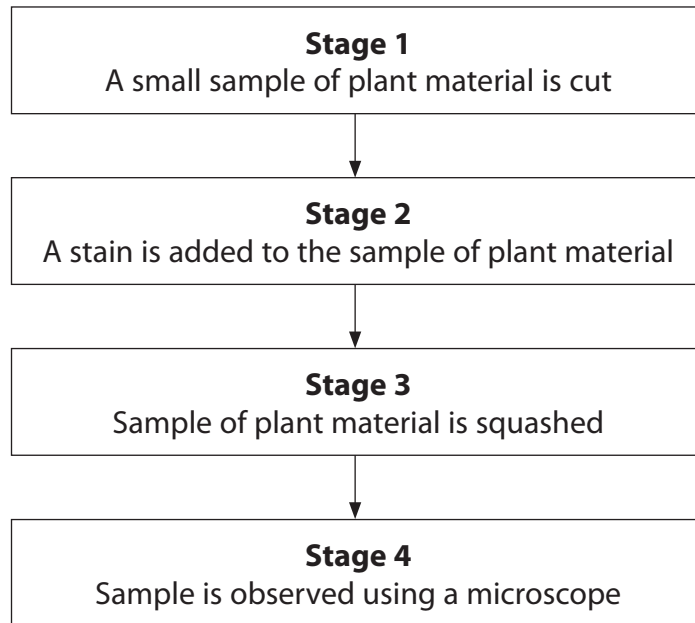 Stage 1
A small sample of plant material is cut
Stage 2
A stain is added to the sample of plant material
Stage 3
Sample of plant material is squashed
Stage 4
Sample is observed using a microscope